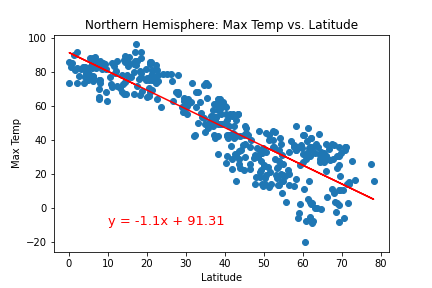 Northern Hemisphere: Max Temp vs. Latitude
100
80
60
40
20
0
−20
Max Temp
y = -1.1x + 91.31
0 10 20 30 40 50 60 70 80
Latitude